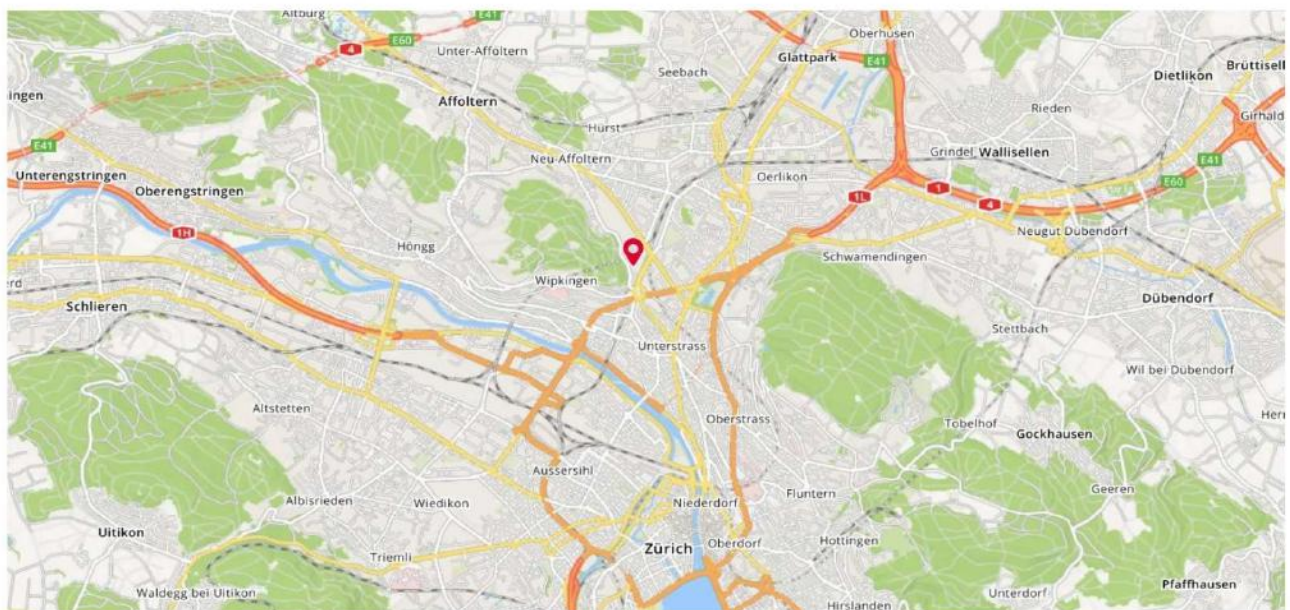 Altburg
E41
Oberhusen
4
E60
Unter-Affoltern
Glattpark
E41
Seebach
Dietlikon
Brüttisell
ingen
Affoltern
Rieden
Hürst
Girhald
E41
Neu-Affoltern
Grindel
Wallisellen
E41
Unterengstringen
Oberengstringen
Oerlikon
1L
1
4
E60
1H
Höngg
Neugut Dübendorf
Schwamendingen
Wipkingen
erd
Schlieren
Dübendorf
Stettbach
Unterstrass
Wil bei Dübendorf
Altstetten
Oberstrass
Tobelhof
Gockhausen
Her
Aussersihl
Albisrieden
Wiedikon
Fluntern
Geeren
Niederdorf
Uitikon
Triemli
Zürich
Oberdorf
Hottingen
Waldegg bei Uitikon
Unterdorf
Pfaffhausen
Hirslanden